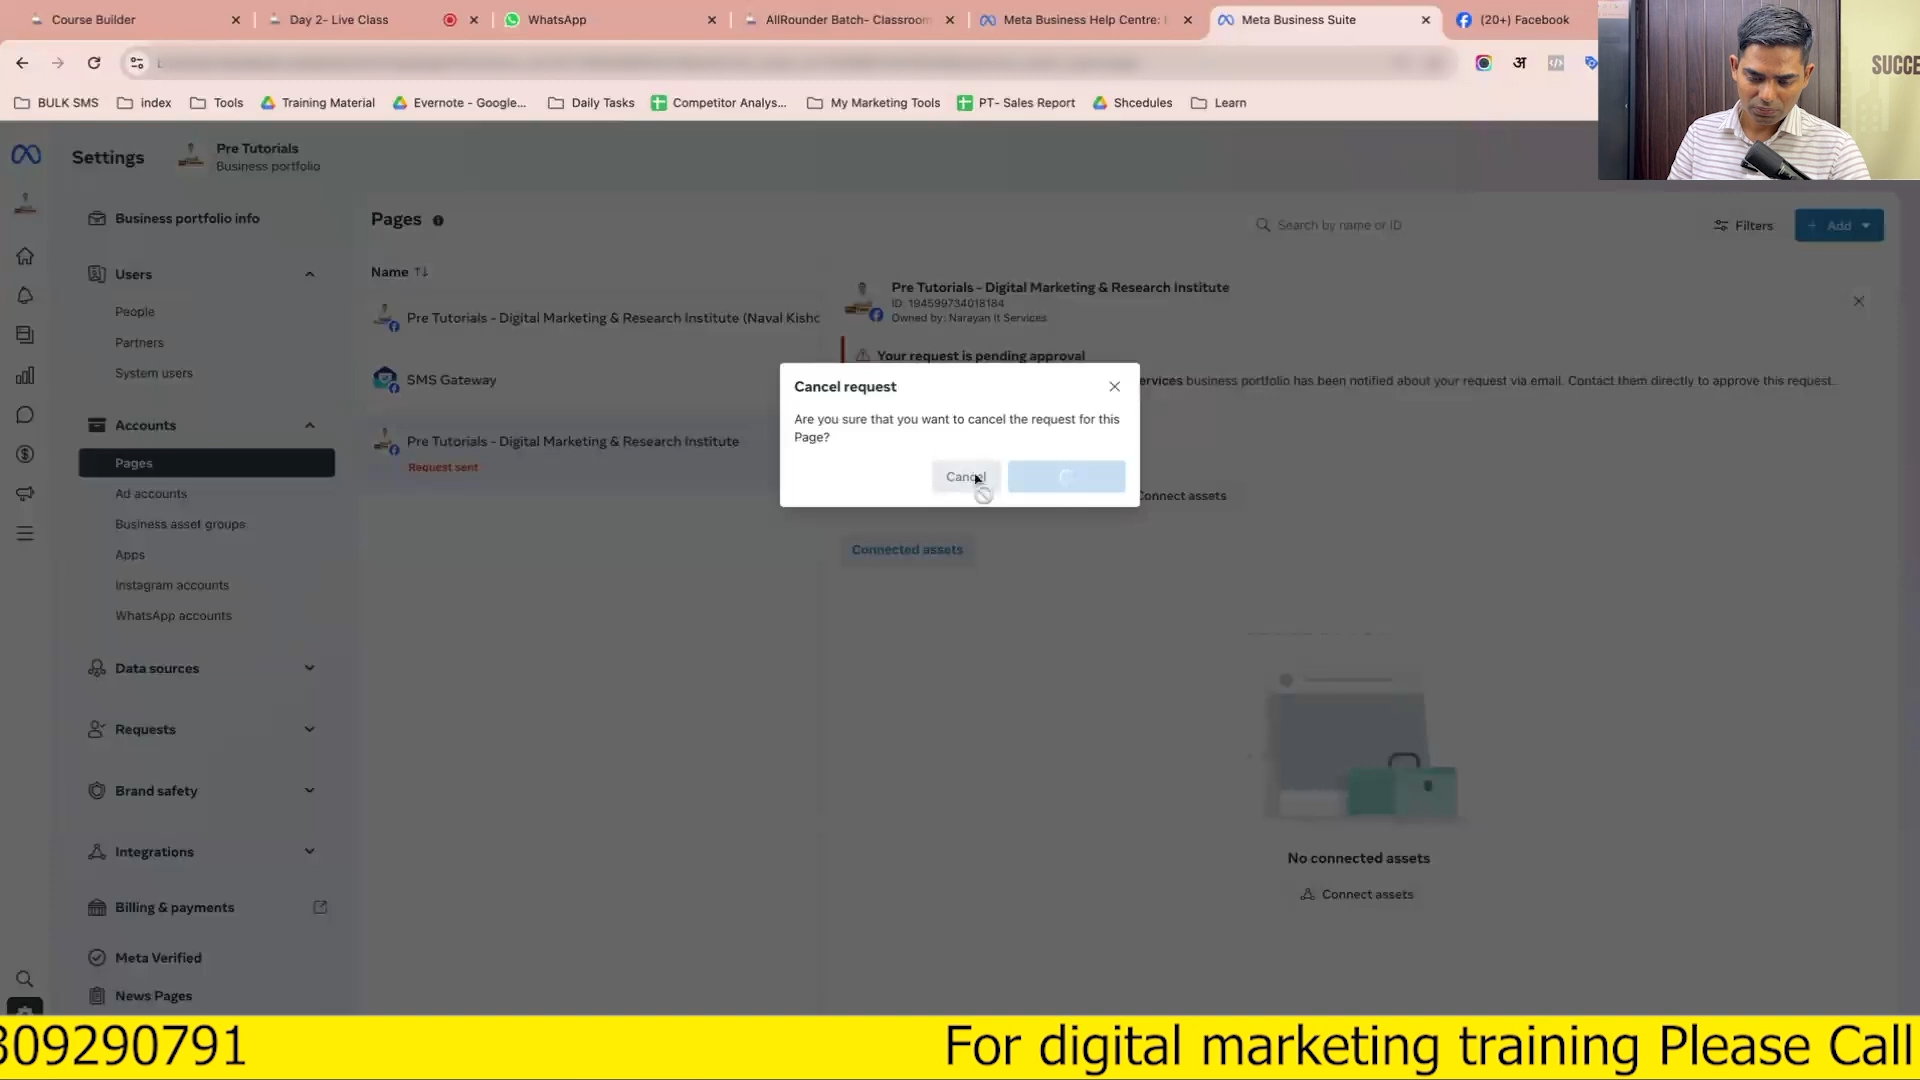 Course Builder
Day 2- Live Class
WhatsApp
AllRounder Batch- Classroom
Meta Business Help Centre:
Meta Business Suite
(20+) Facebook
BULK SMS
index
Tools
Training Material
Evernote - Google...
Daily Tasks
Competitor Analys...
My Marketing Tools
PT- Sales Report
Shcedules
Learn
SUCCE
Settings
Pre Tutorials
Business portfolio
Business portfolio info
Users
People
Partners
System users
Accounts
Pages
Ad accounts
Business asset groups
Apps
Instagram accounts
WhatsApp accounts
Data sources
Requests
Brand safety
Integrations
Billing & payments
Meta Verified
News Pages
Pages
Search by name or ID
Filters
+ Add
Name
Pre Tutorials - Digital Marketing & Research Institute (Naval Kisho
SMS Gateway
Pre Tutorials - Digital Marketing & Research Institute
Request sent
Pre Tutorials - Digital Marketing & Research Institute
ID: 194599734018184
Owned by: Narayan It Services
Your request is pending approval
ervices business portfolio has been notified about your request via email. Contact them directly to approve this request.
Connect assets
Connected assets
No connected assets
Connect assets
Cancel request
Are you sure that you want to cancel the request for this
Page?
Cancel
309290791
For digital marketing training Please Call